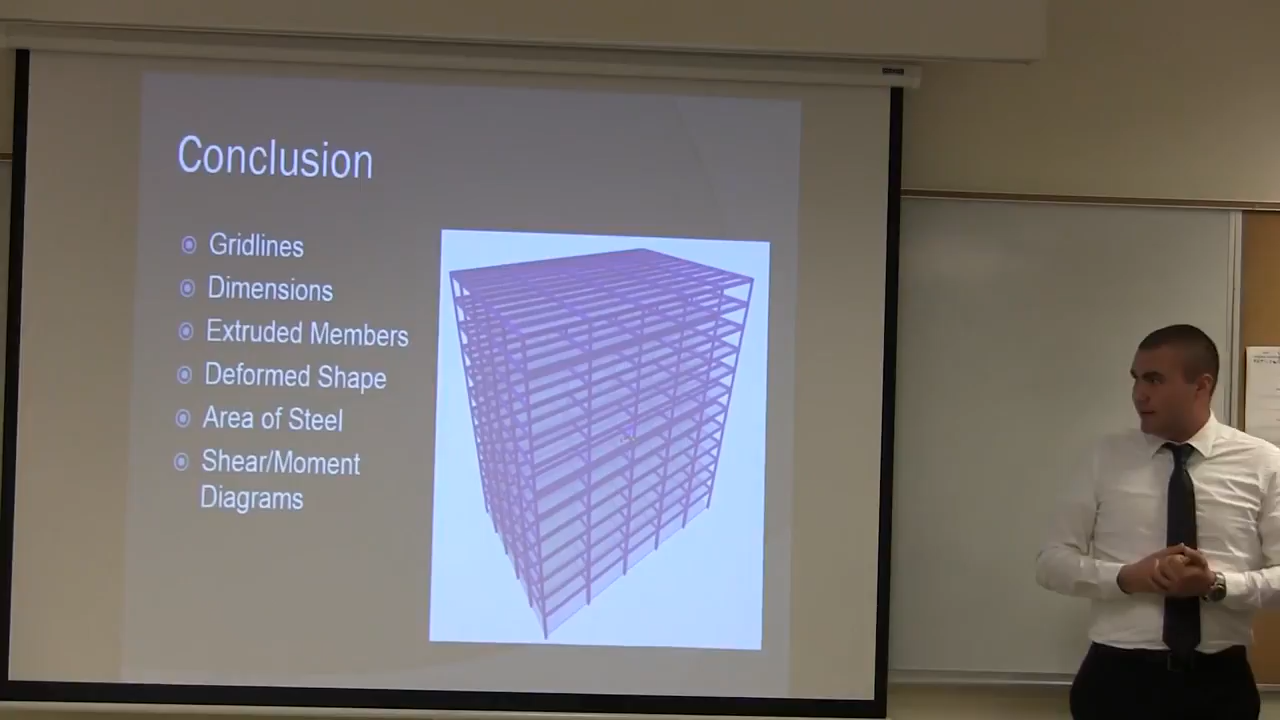 Conclusion
Gridlines
Dimensions
Extruded Members
Deformed Shape
Area of Steel
Shear/Moment
Diagrams